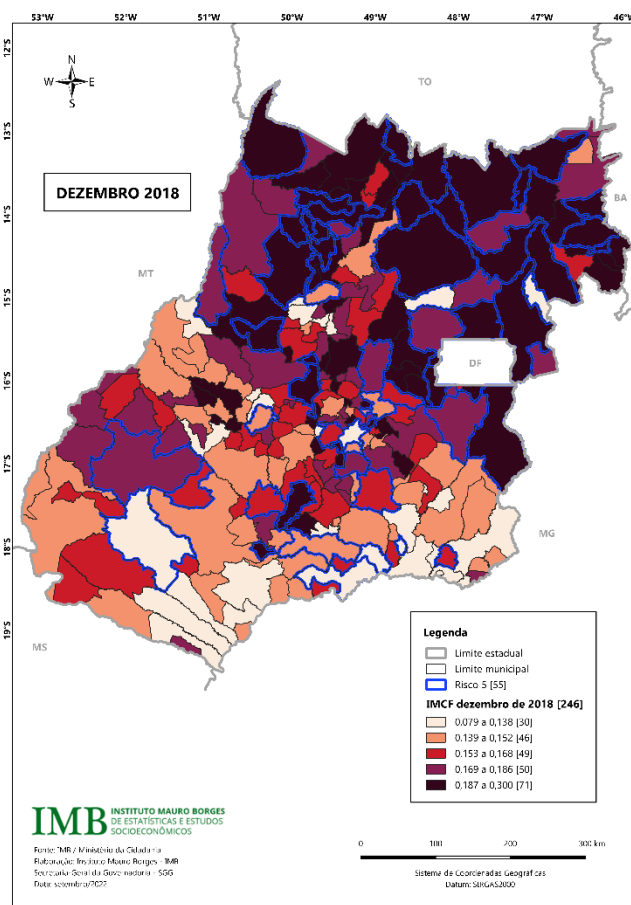 53°W 52°W 51°W 50°W 49°W 48°W 47°W 46°W
12°S
13°S
14°S
15°S
16°S
17°S
18°S
19°S
N
W E
S
TO
DEZEMBRO 2018
BA
MT
DF
MG
MS
Legenda
Limite estadual
Limite municipal
Risco 5 [55]
IMCF dezembro de 2018 [246]
0,079 a 0,138 [30]
0,139 a 0,152 [46]
0,153 a 0,168 [49]
0,169 a 0,186 [50]
0,187 a 0,300 [71]
IMB INSTITUTO MAURO BORGES
DE ESTATÍSTICAS E ESTUDOS
SOCIOECONÔMICOS
Fonte: IMB / Ministério da Cidadania
Elaboração: Instituto Mauro Borges - IMB
Secretaria-Geral da Governadoria - SGG
Data: setembro/2022
0 100 200 300 km
Sistema de Coordenadas Geográficas
Datum: SIRGAS2000